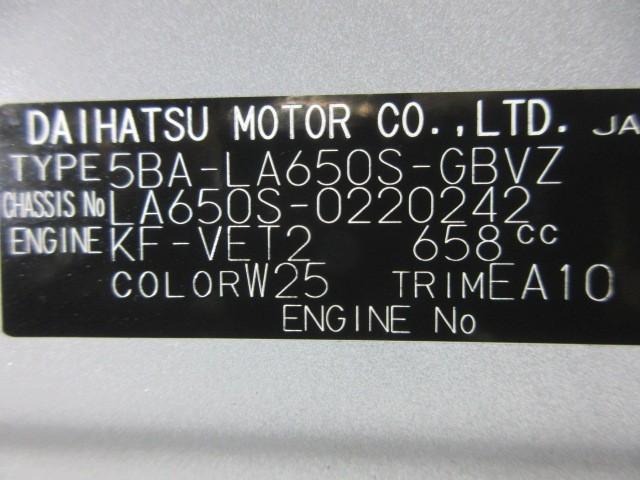 DAIHATSU MOTOR CO.,LTD. JA
TYPE 5BA-LA650S-GBVZ
CHASSIS No LA650S-0220242
ENGINE KF-VET2 658cc
COLOR W25 TRIM EA10
ENGINE No